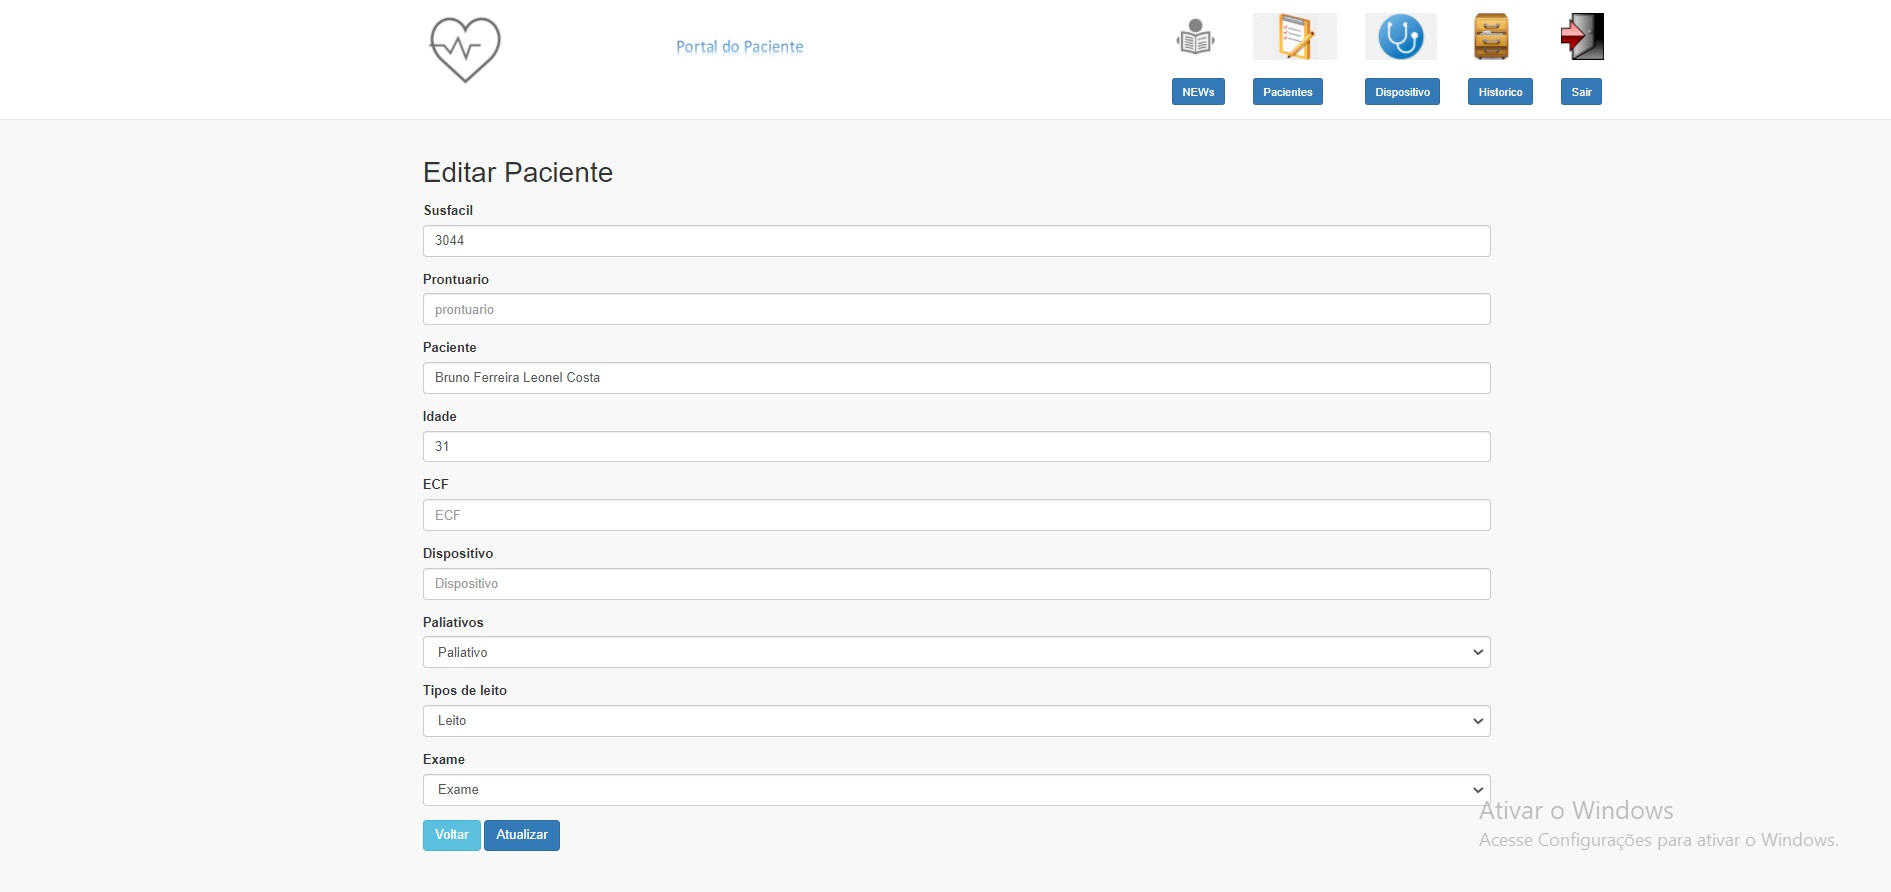 Portal do Paciente
NEWs
Pacientes
Dispositivo
Historico
Sair
Editar Paciente
Susfacil
3044
Prontuario
prontuario
Paciente
Bruno Ferreira Leonel Costa
Idade
31
ECF
ECF
Dispositivo
Dispositivo
Paliativos
Paliativo
Tipos de leito
Leito
Exame
Exame
Voltar
Atualizar
Ativar o Windows
Acesse Configurações para ativar o Windows.